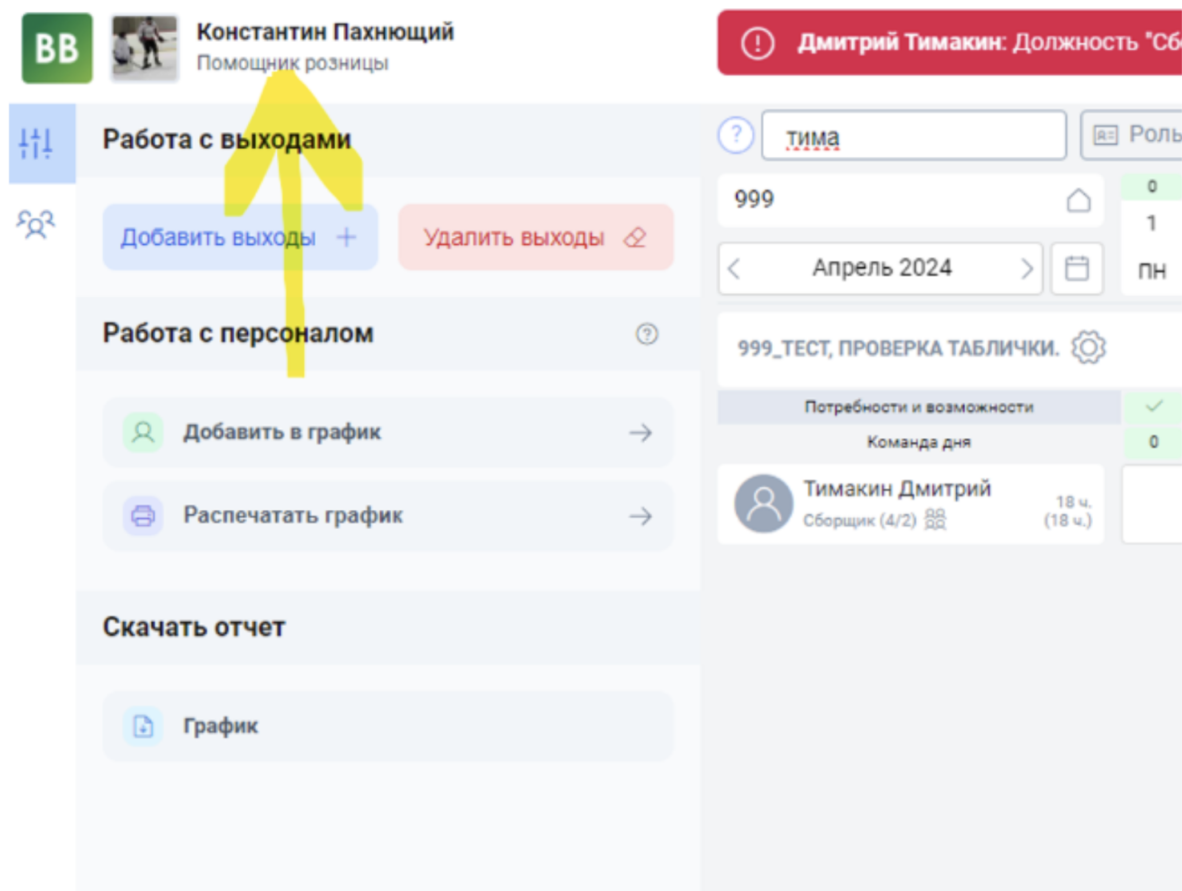 ВВ
Константин Пахнющий
Помощник розницы
Дмитрий Тимакин: Должность "Сб
Работа с выходами
тима
Роль
999
0
1
Добавить выходы +
Удалить выходы
Апрель 2024
ПН
Работа с персоналом
999_ТЕСТ, ПРОВЕРКА ТАБЛИЧКИ.
Потребности и возможности
Команда дня
0
Добавить в график
Тимакин Дмитрий
18 ч.
Сборщик (4/2)
(18 ч.)
Распечатать график
Скачать отчет
График